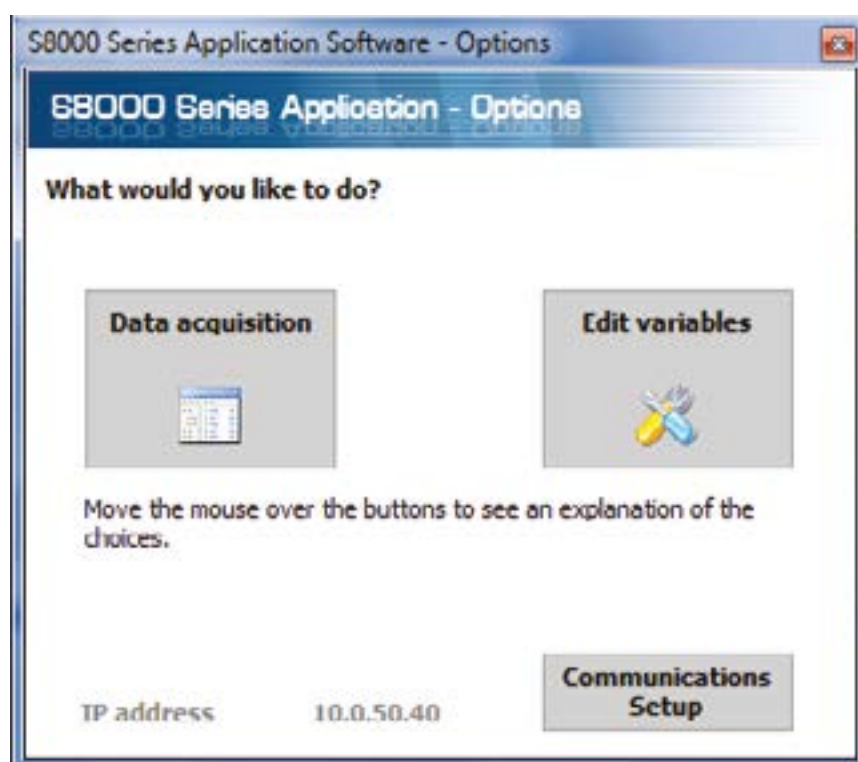 S8000 Series Application Software - Options
S8000 Series Application - Options
What would you like to do?
Data acquisition
Edit variables
Move the mouse over the buttons to see an explanation of the
choices.
Communications
Setup
IP address 10.0.50.40